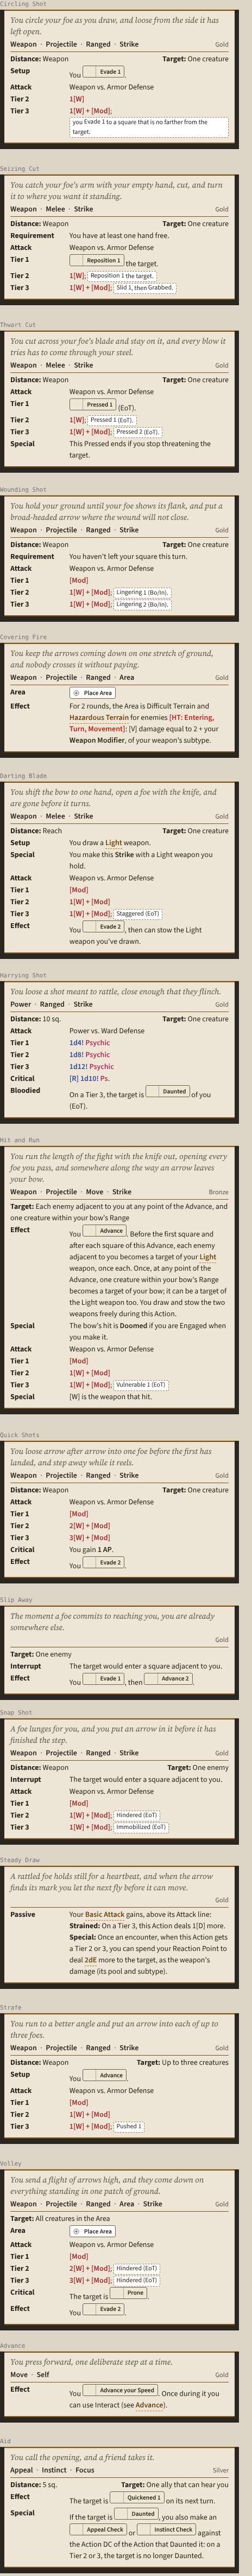 Circling Shot
You circle your foe as you draw, and loose from the side it has
left open.
Weapon · Projectile · Ranged · Strike Gold
Distance: Weapon Target: One creature
Setup You Evade 1.
Attack Weapon vs. Armor Defense
Tier 2 1[W]
Tier 3 1[W] + [Mod];
you Evade 1 to a square that is no farther from the
target.
Seizing Cut
You catch your foe's arm with your empty hand, cut, and turn
it to where you want it standing.
Weapon · Melee · Strike Gold
Distance: Weapon Target: One creature
Requirement You have at least one hand free.
Attack Weapon vs. Armor Defense
Tier 1 Reposition 1 the target.
Tier 2 1[W]; Reposition 1 the target.
Tier 3 1[W] + [Mod]; Slid 1, then Grabbed.
Thwart Cut
You cut across your foe's blade and stay on it, and every blow it
tries has to come through your steel.
Weapon · Melee · Strike Gold
Distance: Weapon Target: One creature
Attack Weapon vs. Armor Defense
Tier 1 Pressed 1 (EoT).
Tier 2 1[W]; Pressed 1 (EoT).
Tier 3 1[W] + [Mod]; Pressed 2 (EoT).
Special This Pressed ends if you stop threatening the
target.
Wounding Shot
You hold your ground until your foe shows its flank, and put a
broad-headed arrow where the wound will not close.
Weapon · Projectile · Ranged · Strike Gold
Distance: Weapon Target: One creature
Requirement You haven't left your square this turn.
Attack Weapon vs. Armor Defense
Tier 1 [Mod]
Tier 2 1[W] + [Mod]; Lingering 1 (Bo/In).
Tier 3 1[W] + [Mod]; Lingering 2 (Bo/In).
Covering Fire
You keep the arrows coming down on one stretch of ground,
and nobody crosses it without paying.
Weapon · Projectile · Ranged · Area Gold
Area Place Area
Effect For 2 rounds, the Area is Difficult Terrain and
Hazardous Terrain for enemies [HT: Entering,
Turn, Movement]: [V] damage equal to 2 + your
Weapon Modifier, of your weapon's subtype.
Darting Blade
You shift the bow to one hand, open a foe with the knife, and
are gone before it turns.
Weapon · Melee · Strike Gold
Distance: Reach Target: One creature
Setup You draw a Light weapon.
Special You make this Strike with a Light weapon you
hold.
Attack Weapon vs. Armor Defense
Tier 1 [Mod]
Tier 2 1[W] + [Mod]
Tier 3 1[W] + [Mod]; Staggered (EoT)
Effect You Evade 2, then can stow the Light
weapon you've drawn.
Harrying Shot
You loose a shot meant to rattle, close enough that they flinch.
Power · Ranged · Strike
Distance: 10 sq. Target: One creature
Attack Power vs. Ward Defense
Tier 1 1d4! Psychic
Tier 2 1d8! Psychic
Tier 3 1d12! Psychic
Critical [R] 1d10! Ps.
Bloodied On a Tier 3, the target is Daunted of you
(EoT).
Hit and Run
You run the length of the fight with the knife out, opening every
foe you pass, and somewhere along the way an arrow leaves
your bow.
Weapon · Projectile · Move · Strike Bronze
Target: Each enemy adjacent to you at any point of the Advance, and
one creature within your bow's Range
Effect You Advance. Before the first square and
after each square of this Advance, each enemy
adjacent to you becomes a target of your Light
weapon, once each. Once, at any point of the
Advance, one creature within your bow's Range
becomes a target of your bow; it can be a target of
the Light weapon too. You draw and stow the two
weapons freely during this Action.
Special The bow's hit is Doomed if you are Engaged when
you make it.
Attack Weapon vs. Armor Defense
Tier 1 [Mod]
Tier 2 1[W] + [Mod]
Tier 3 1[W] + [Mod]; Vulnerable 1 (EoT)
Special [W] is the weapon that hit.
Quick Shots
You loose arrow after arrow into one foe before the first has
landed, and step away while it reels.
Weapon · Projectile · Ranged · Strike Gold
Distance: Weapon Target: One creature
Attack Weapon vs. Armor Defense
Tier 1 [Mod]
Tier 2 2[W] + [Mod]
Tier 3 3[W] + [Mod]
Critical You gain 1 AP.
Effect You Evade 2.
Slip Away
The moment a foe commits to reaching you, you are already
somewhere else.
Gold
Target: One enemy
Interrupt The target would enter a square adjacent to you.
Effect You Evade 1, then Advance 2.
Snap Shot
A foe lunges for you, and you put an arrow in it before it has
finished the step.
Weapon · Projectile · Ranged · Strike Gold
Distance: Weapon Target: One enemy
Interrupt The target would enter a square adjacent to you.
Attack Weapon vs. Armor Defense
Tier 1 [Mod]
Tier 2 1[W] + [Mod]; Hindered (EoT)
Tier 3 1[W] + [Mod]; Immobilized (EoT)
Steady Draw
A rattled foe holds still for a heartbeat, and when the arrow
finds its mark you let the next fly before it can move.
Gold
Passive Your Basic Attack gains, above its Attack line:
Strained: On a Tier 3, this Action deals 1[D] more.
Special: Once an encounter, when this Action gets
a Tier 2 or Tier 3, you can spend your Reaction Point to
deal 2dE more to the target, as the weapon's
damage (its pool and subtype).
Strafe
You run to a better angle and put an arrow into each of up to
three foes.
Weapon · Projectile · Ranged · Strike Gold
Distance: Weapon Target: Up to three creatures
Setup You Advance.
Attack Weapon vs. Armor Defense
Tier 1 [Mod]
Tier 2 1[W] + [Mod]
Tier 3 1[W] + [Mod]; Pushed 1
Volley
You send a flight of arrows high, and they come down on
everything standing in one patch of ground.
Weapon · Projectile · Ranged · Area · Strike Gold
Target: All creatures in the Area
Area Place Area
Attack Weapon vs. Armor Defense
Tier 1 [Mod]
Tier 2 2[W] + [Mod]; Hindered (EoT)
Tier 3 3[W] + [Mod]; Hindered (EoT)
Critical The target is Prone.
Effect You Evade 2.
Advance
You press forward, one deliberate step at a time.
Move · Self
Effect You Advance your Speed. Once during it you
can use Interact (see Advance).
Aid
You call the opening, and a friend takes it.
Appeal · Instinct · Focus Silver
Distance: 5 sq. Target: One ally that can hear you
Effect The target is Quickened 1 on its next turn.
Special If the target is Daunted, you also make an
Appeal Check or Instinct Check against
the Action DC of the Action that Daunted it: on a
Tier 2 or 3, the target is no longer Daunted.